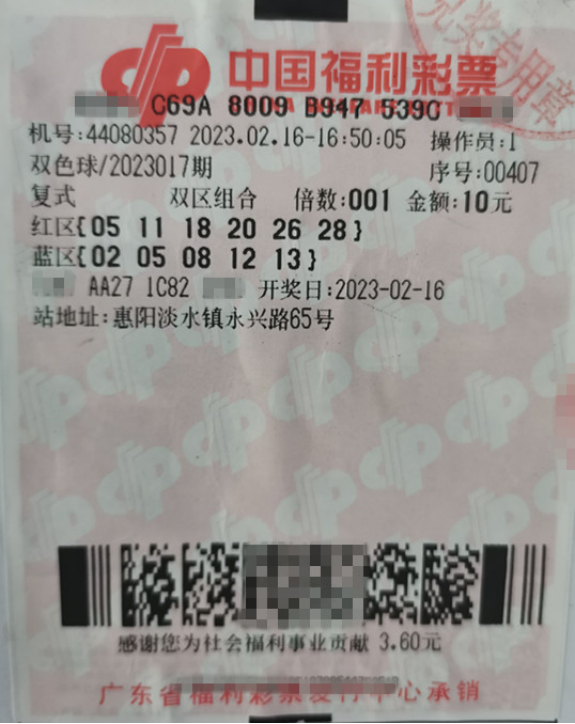 兑奖专用章
中国福利彩票
C69A 8009 B947 539C
机号:44080357 2023.02.16-16:50:05 操作员:1
双色球/2023017期 序号:00407
复式 双区组合 倍数:001 金额:10元
红区{05 11 18 20 26 28}
蓝区{02 05 08 12 13}
AA27 1C82 开奖日:2023-02-16
站地址:惠阳淡水镇永兴路65号
感谢您为社会福利事业贡献 3.60元
广东省福利彩票发行中心承销